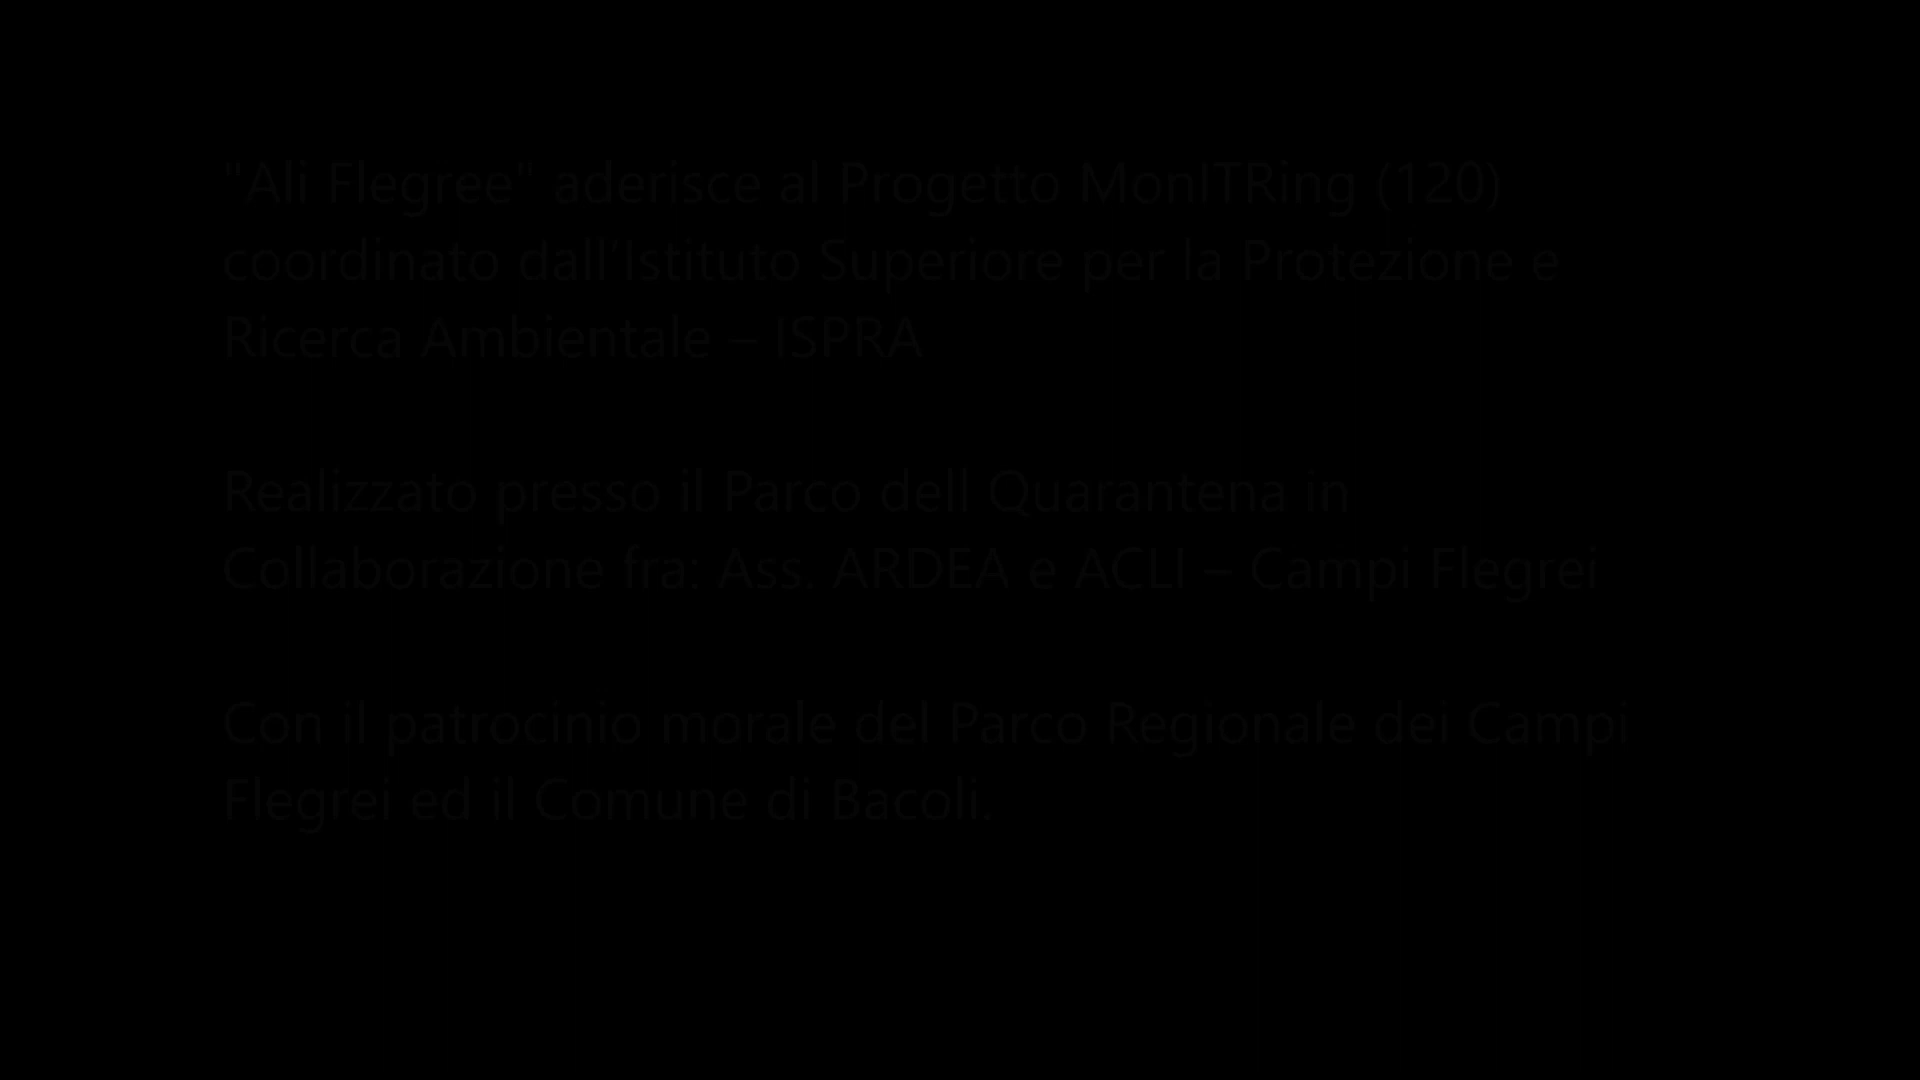 "Ali Flegree" aderisce al Progetto MonITRing (120)
coordinato dall'Istituto Superiore per la Protezione e
Ricerca Ambientale – ISPRA
Realizzato presso il Parco dell Quarantena in
Collaborazione fra: Ass. ARDEA e ACLI – Campi Flegrei
Con il patrocinio morale del Parco Regionale dei Campi
Flegrei ed il Comune di Bacoli.